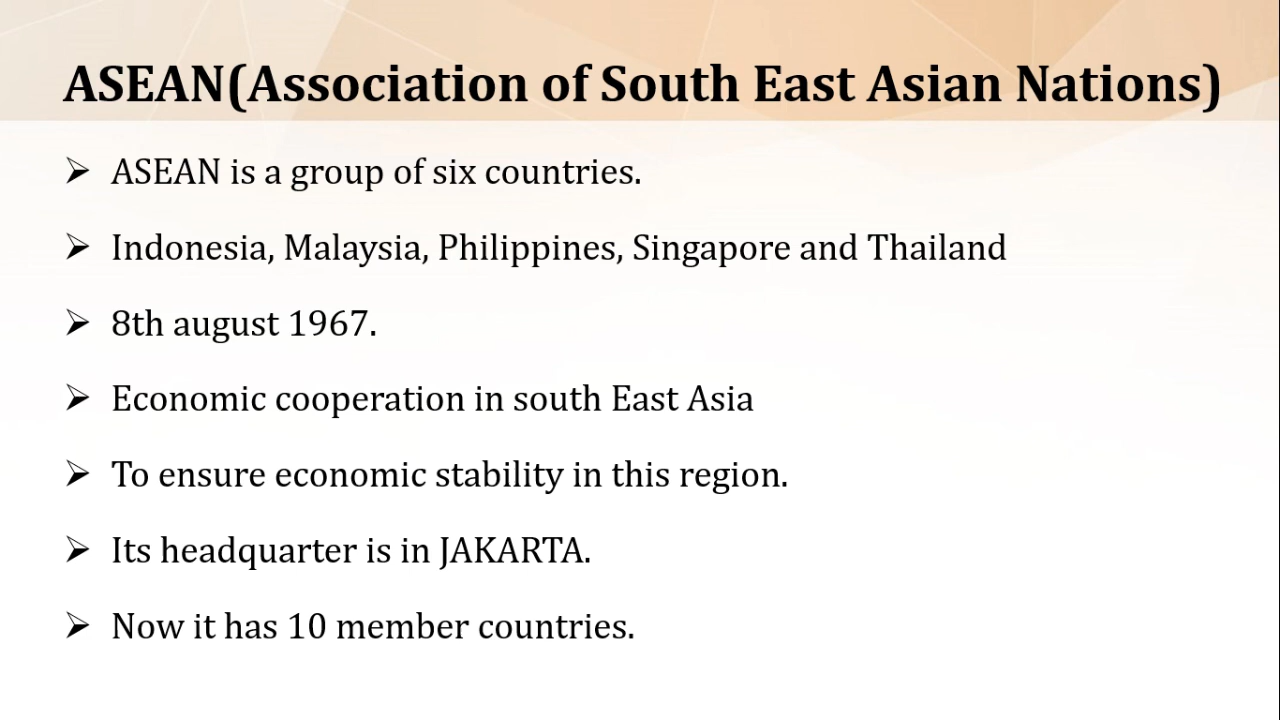 ASEAN(Association of South East Asian Nations)
➢ ASEAN is a group of six countries.
➢ Indonesia, Malaysia, Philippines, Singapore and Thailand
➢ 8th august 1967.
➢ Economic cooperation in south East Asia
➢ To ensure economic stability in this region.
➢ Its headquarter is in JAKARTA.
➢ Now it has 10 member countries.